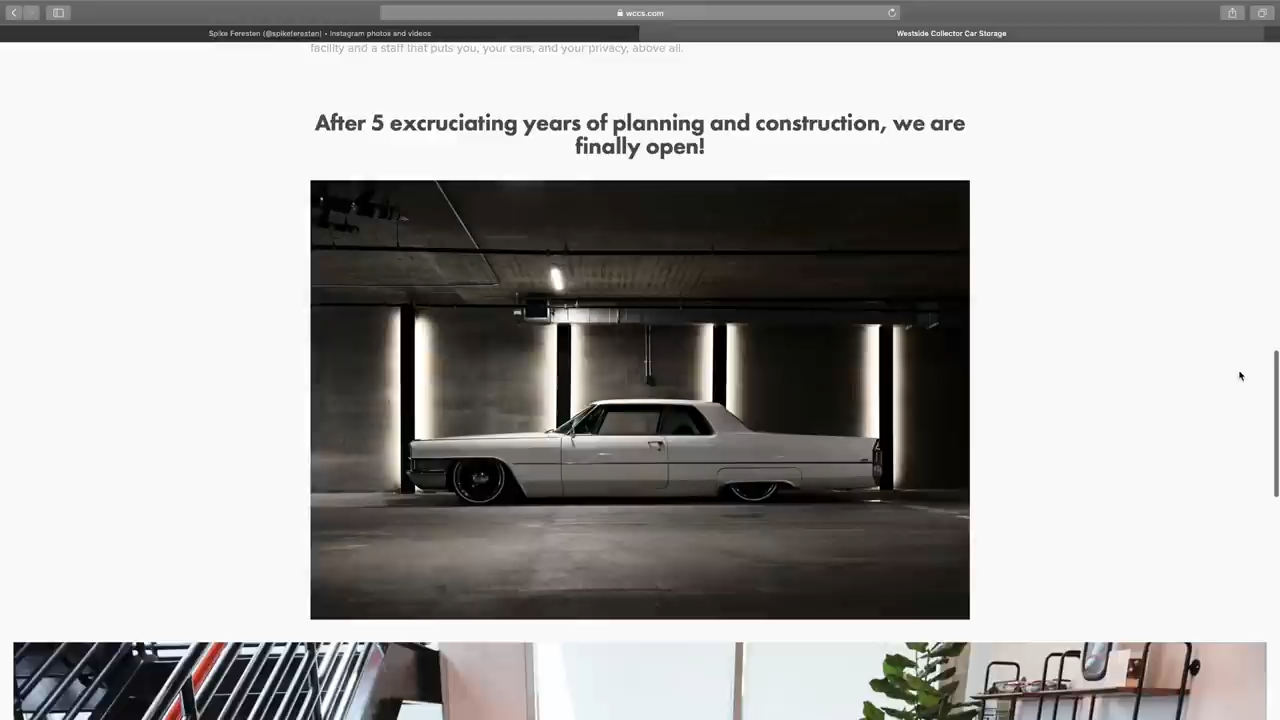 wccs.com
Spike Feresten (@spikeferesten) • Instagram photos and videos
Westside Collector Car Storage
facility and a staff that puts you, your cars, and your privacy, above all.
After 5 excruciating years of planning and construction, we are
finally open!